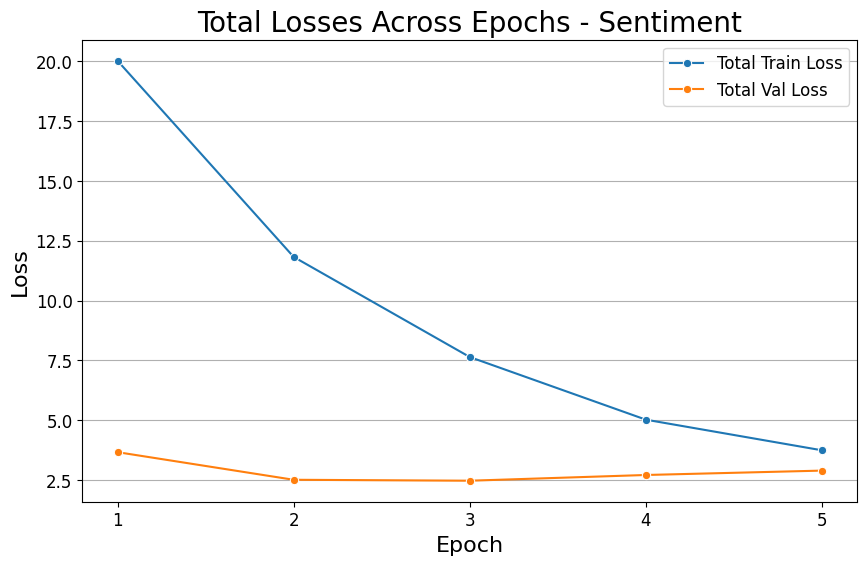 Total Losses Across Epochs - Sentiment
Total Train Loss
Total Val Loss
20.0
17.5
15.0
12.5
10.0
7.5
5.0
2.5
Loss
1 2 3 4 5
Epoch